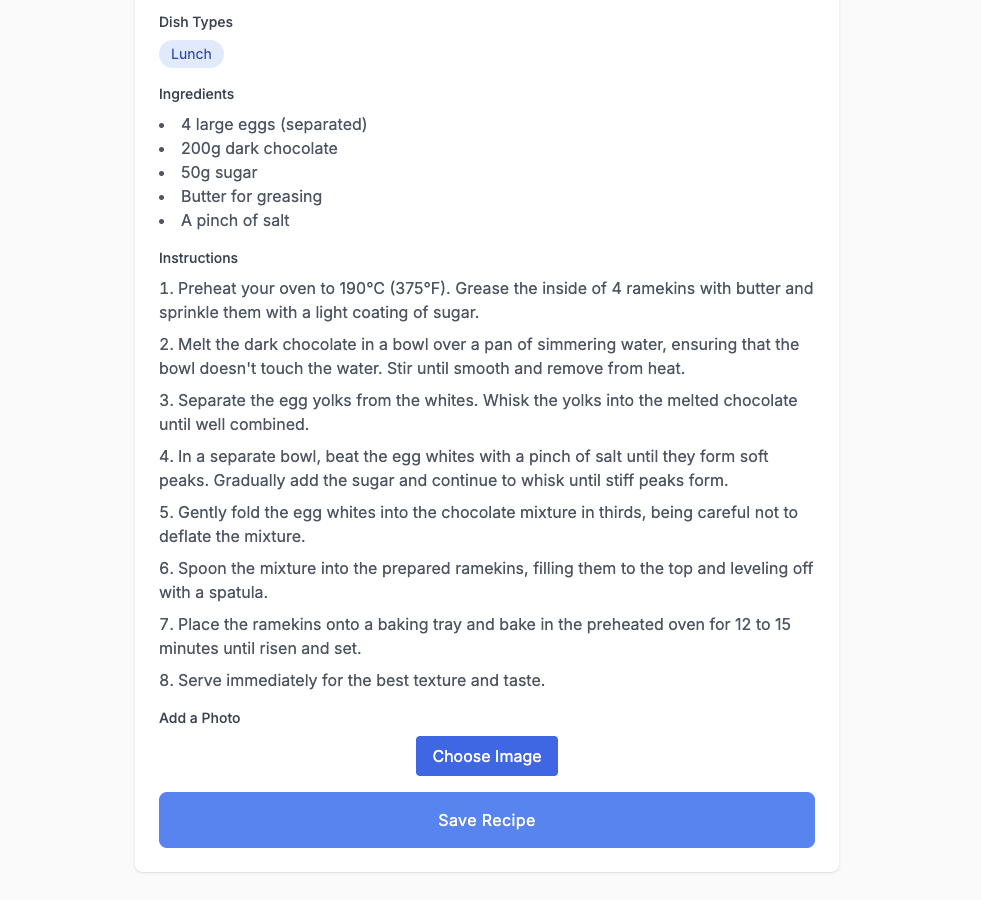 Dish Types
Lunch
Ingredients
• 4 large eggs (separated)
• 200g dark chocolate
• 50g sugar
• Butter for greasing
• A pinch of salt
Instructions
1. Preheat your oven to 190°C (375°F). Grease the inside of 4 ramekins with butter and
sprinkle them with a light coating of sugar.
2. Melt the dark chocolate in a bowl over a pan of simmering water, ensuring that the
bowl doesn't touch the water. Stir until smooth and remove from heat.
3. Separate the egg yolks from the whites. Whisk the yolks into the melted chocolate
until well combined.
4. In a separate bowl, beat the egg whites with a pinch of salt until they form soft
peaks. Gradually add the sugar and continue to whisk until stiff peaks form.
5. Gently fold the egg whites into the chocolate mixture in thirds, being careful not to
deflate the mixture.
6. Spoon the mixture into the prepared ramekins, filling them to the top and leveling off
with a spatula.
7. Place the ramekins onto a baking tray and bake in the preheated oven for 12 to 15
minutes until risen and set.
8. Serve immediately for the best texture and taste.
Add a Photo
Choose Image
Save Recipe